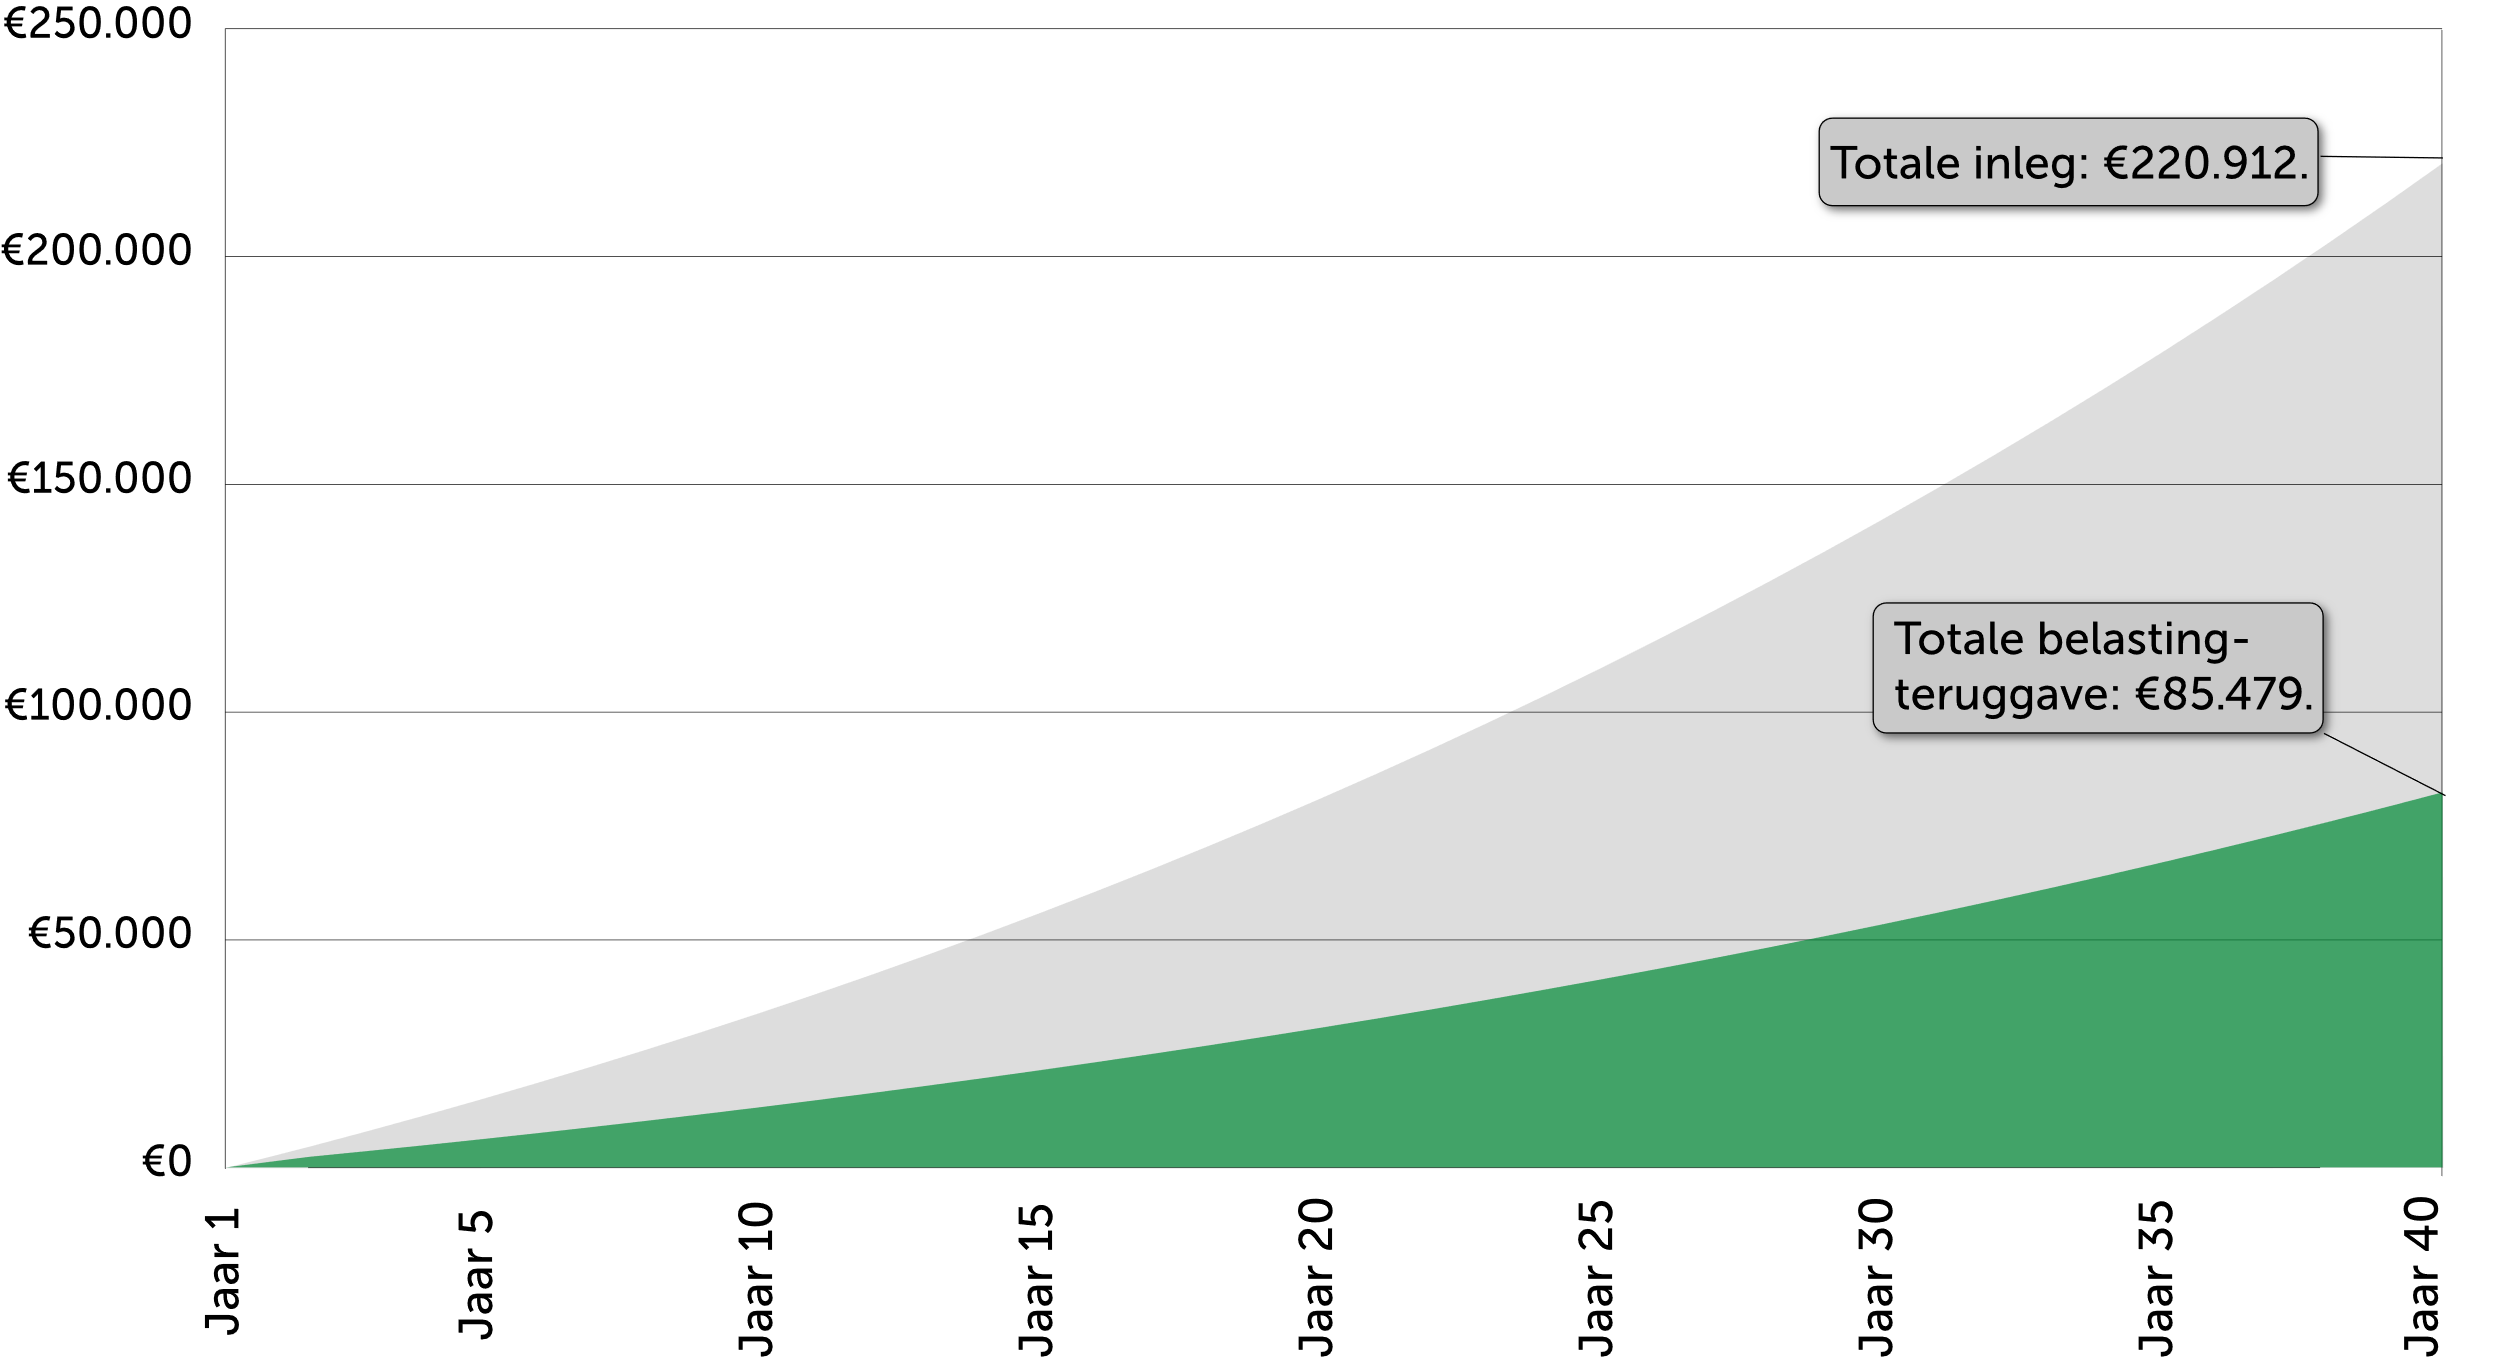 €250.000
Totale inleg: €220.912.
€200.000
€150.000
Totale belasting-
teruggave: €85.479.
€100.000
€50.000
€0
Jaar 1
Jaar 5
Jaar 10
Jaar 15
Jaar 20
Jaar 25
Jaar 30
Jaar 35
Jaar 40